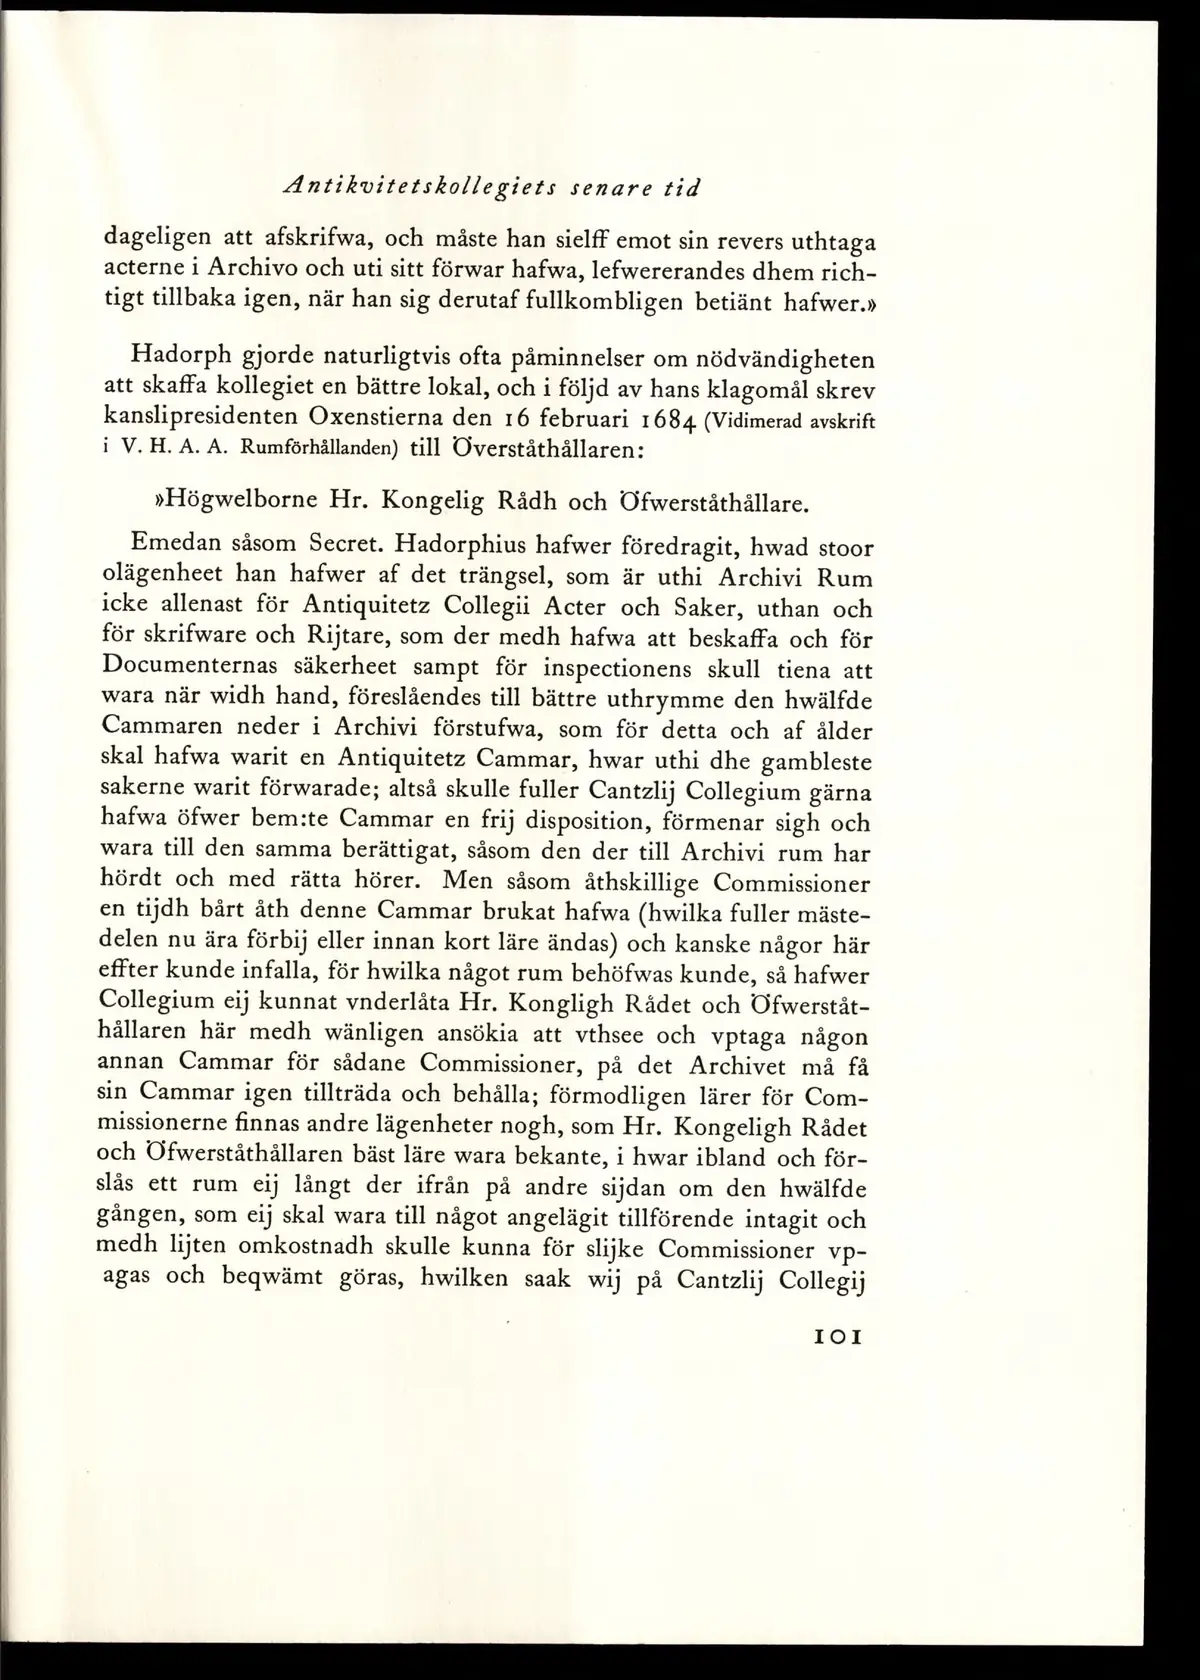 Antikvitetskollegiets senare tid
dageligen att afskrifwa, och måste han sielff emot sin revers uthtaga
acterne i Archivo och uti sitt förwar hafwa, lefwererandes dhem rich-
tigt tillbaka igen, när han sig derutaf fullkombligen betiänt hafwer.»
Hadorph gjorde naturligtvis ofta påminnelser om nödvändigheten
att skaffa kollegiet en bättre lokal, och i följd av hans klagomål skrev
kanslipresidenten Oxenstierna den 16 februari 1684 (Vidimerad avskrift
i V. H. A. A. Rumförhållanden) till Överståthållaren:
»Högwelborne Hr. Kongelig Rådh och Öfwerståthållare.
Emedan såsom Secret. Hadorphius hafwer föredragit, hwad stoor
olägenheet han hafwer af det trängsel, som är uthi Archivi Rum
icke allenast för Antiquitetz Collegii Acter och Saker, uthan och
för skrifware och Rijtare, som der medh hafwa att beskaffa och för
Documenternas säkerheet sampt för inspectionens skull tiena att
wara när widh hand, föreslåendes till bättre uthrymme den hwälfde
Cammaren neder i Archivi förstufwa, som för detta och af ålder
skal hafwa warit en Antiquitetz Cammar, hwar uthi dhe gambleste
sakerne warit förwarade; altså skulle fuller Cantzlij Collegium gärna
hafwa öfwer bem:te Cammar en frij disposition, förmenar sigh och
wara till den samma berättigat, såsom den der till Archivi rum har
hördt och med rätta hörer. Men såsom åthskillige Commissioner
en tijdh bårt åth denne Cammar brukat hafwa (hwilka fuller mäste-
delen nu ära förbij eller innan kort läre ändas) och kanske någor här
effter kunde infalla, för hwilka något rum behöfwas kunde, så hafwer
Collegium eij kunnat vnderlåta Hr. Kongligh Rådet och Öfwerståt-
hållaren här medh wänligen ansökia att vthsee och vptaga någon
annan Cammar för sådane Commissioner, på det Archivet må få
sin Cammar igen tillträda och behålla; förmodligen lärer för Com-
missionerne finnas andre lägenheter nogh, som Hr. Kongeligh Rådet
och Öfwerståthållaren bäst läre wara bekante, i hwar ibland och för-
slås ett rum eij långt der ifrån på andre sijdan om den hwälfde
gången, som eij skal wara till något angelägit tillförende intagit och
medh lijten omkostnadh skulle kunna för slijke Commissioner vp-
agas och beqwämt göras, hwilken saak wij på Cantzlij Collegij
101